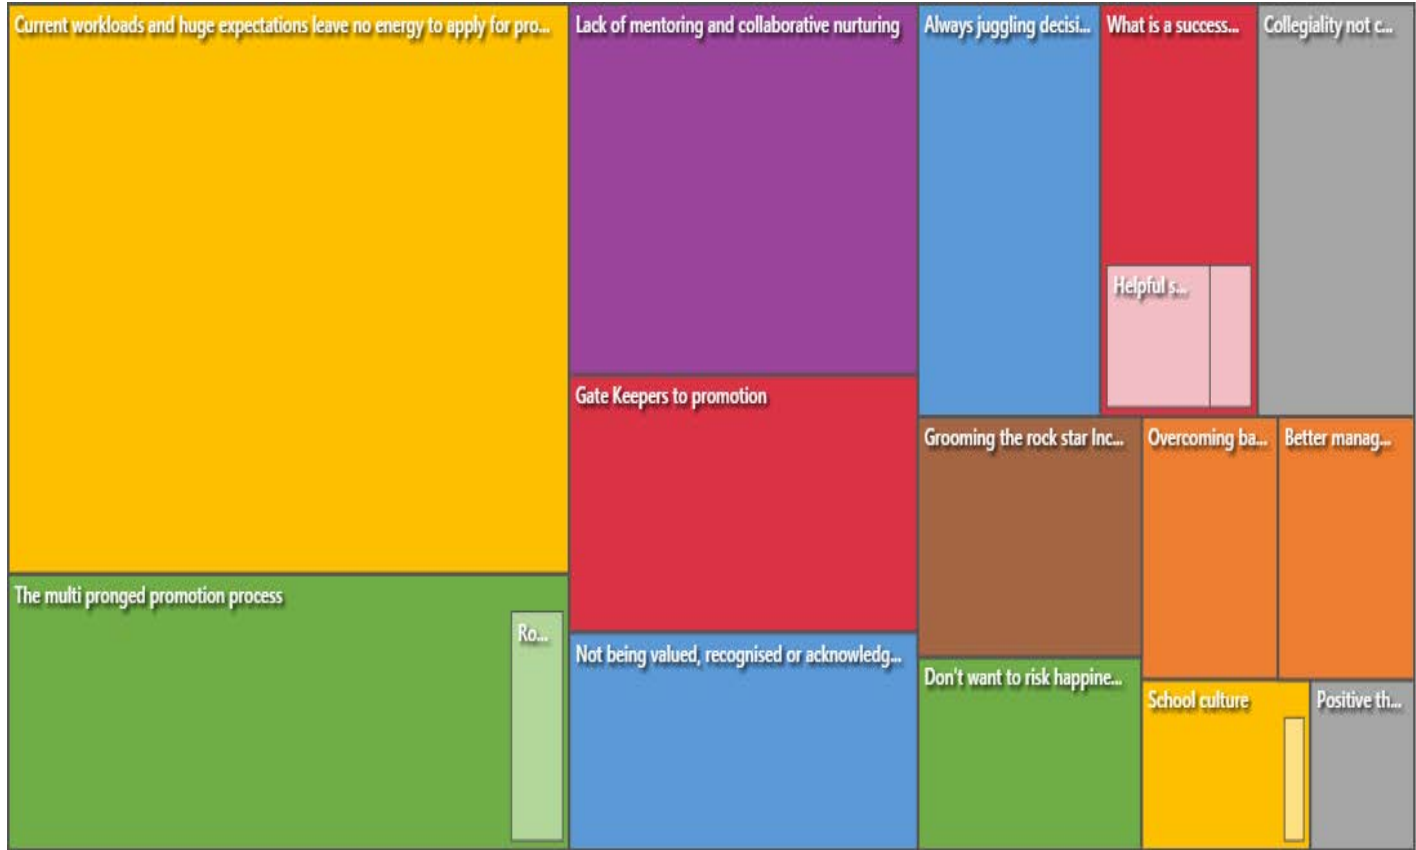 Current workloads and huge expectations leave no energy to apply for pro...
Lack of mentoring and collaborative nurturing
Always juggling decisi...
What is a success...
Collegiality not c...
Helpful s...
Gate Keepers to promotion
Grooming the rock star Inc...
Overcoming ba...
Better manag...
The multi pronged promotion process
Ro...
Not being valued, recognised or acknowledg...
Don't want to risk happine...
School culture
Positive th...